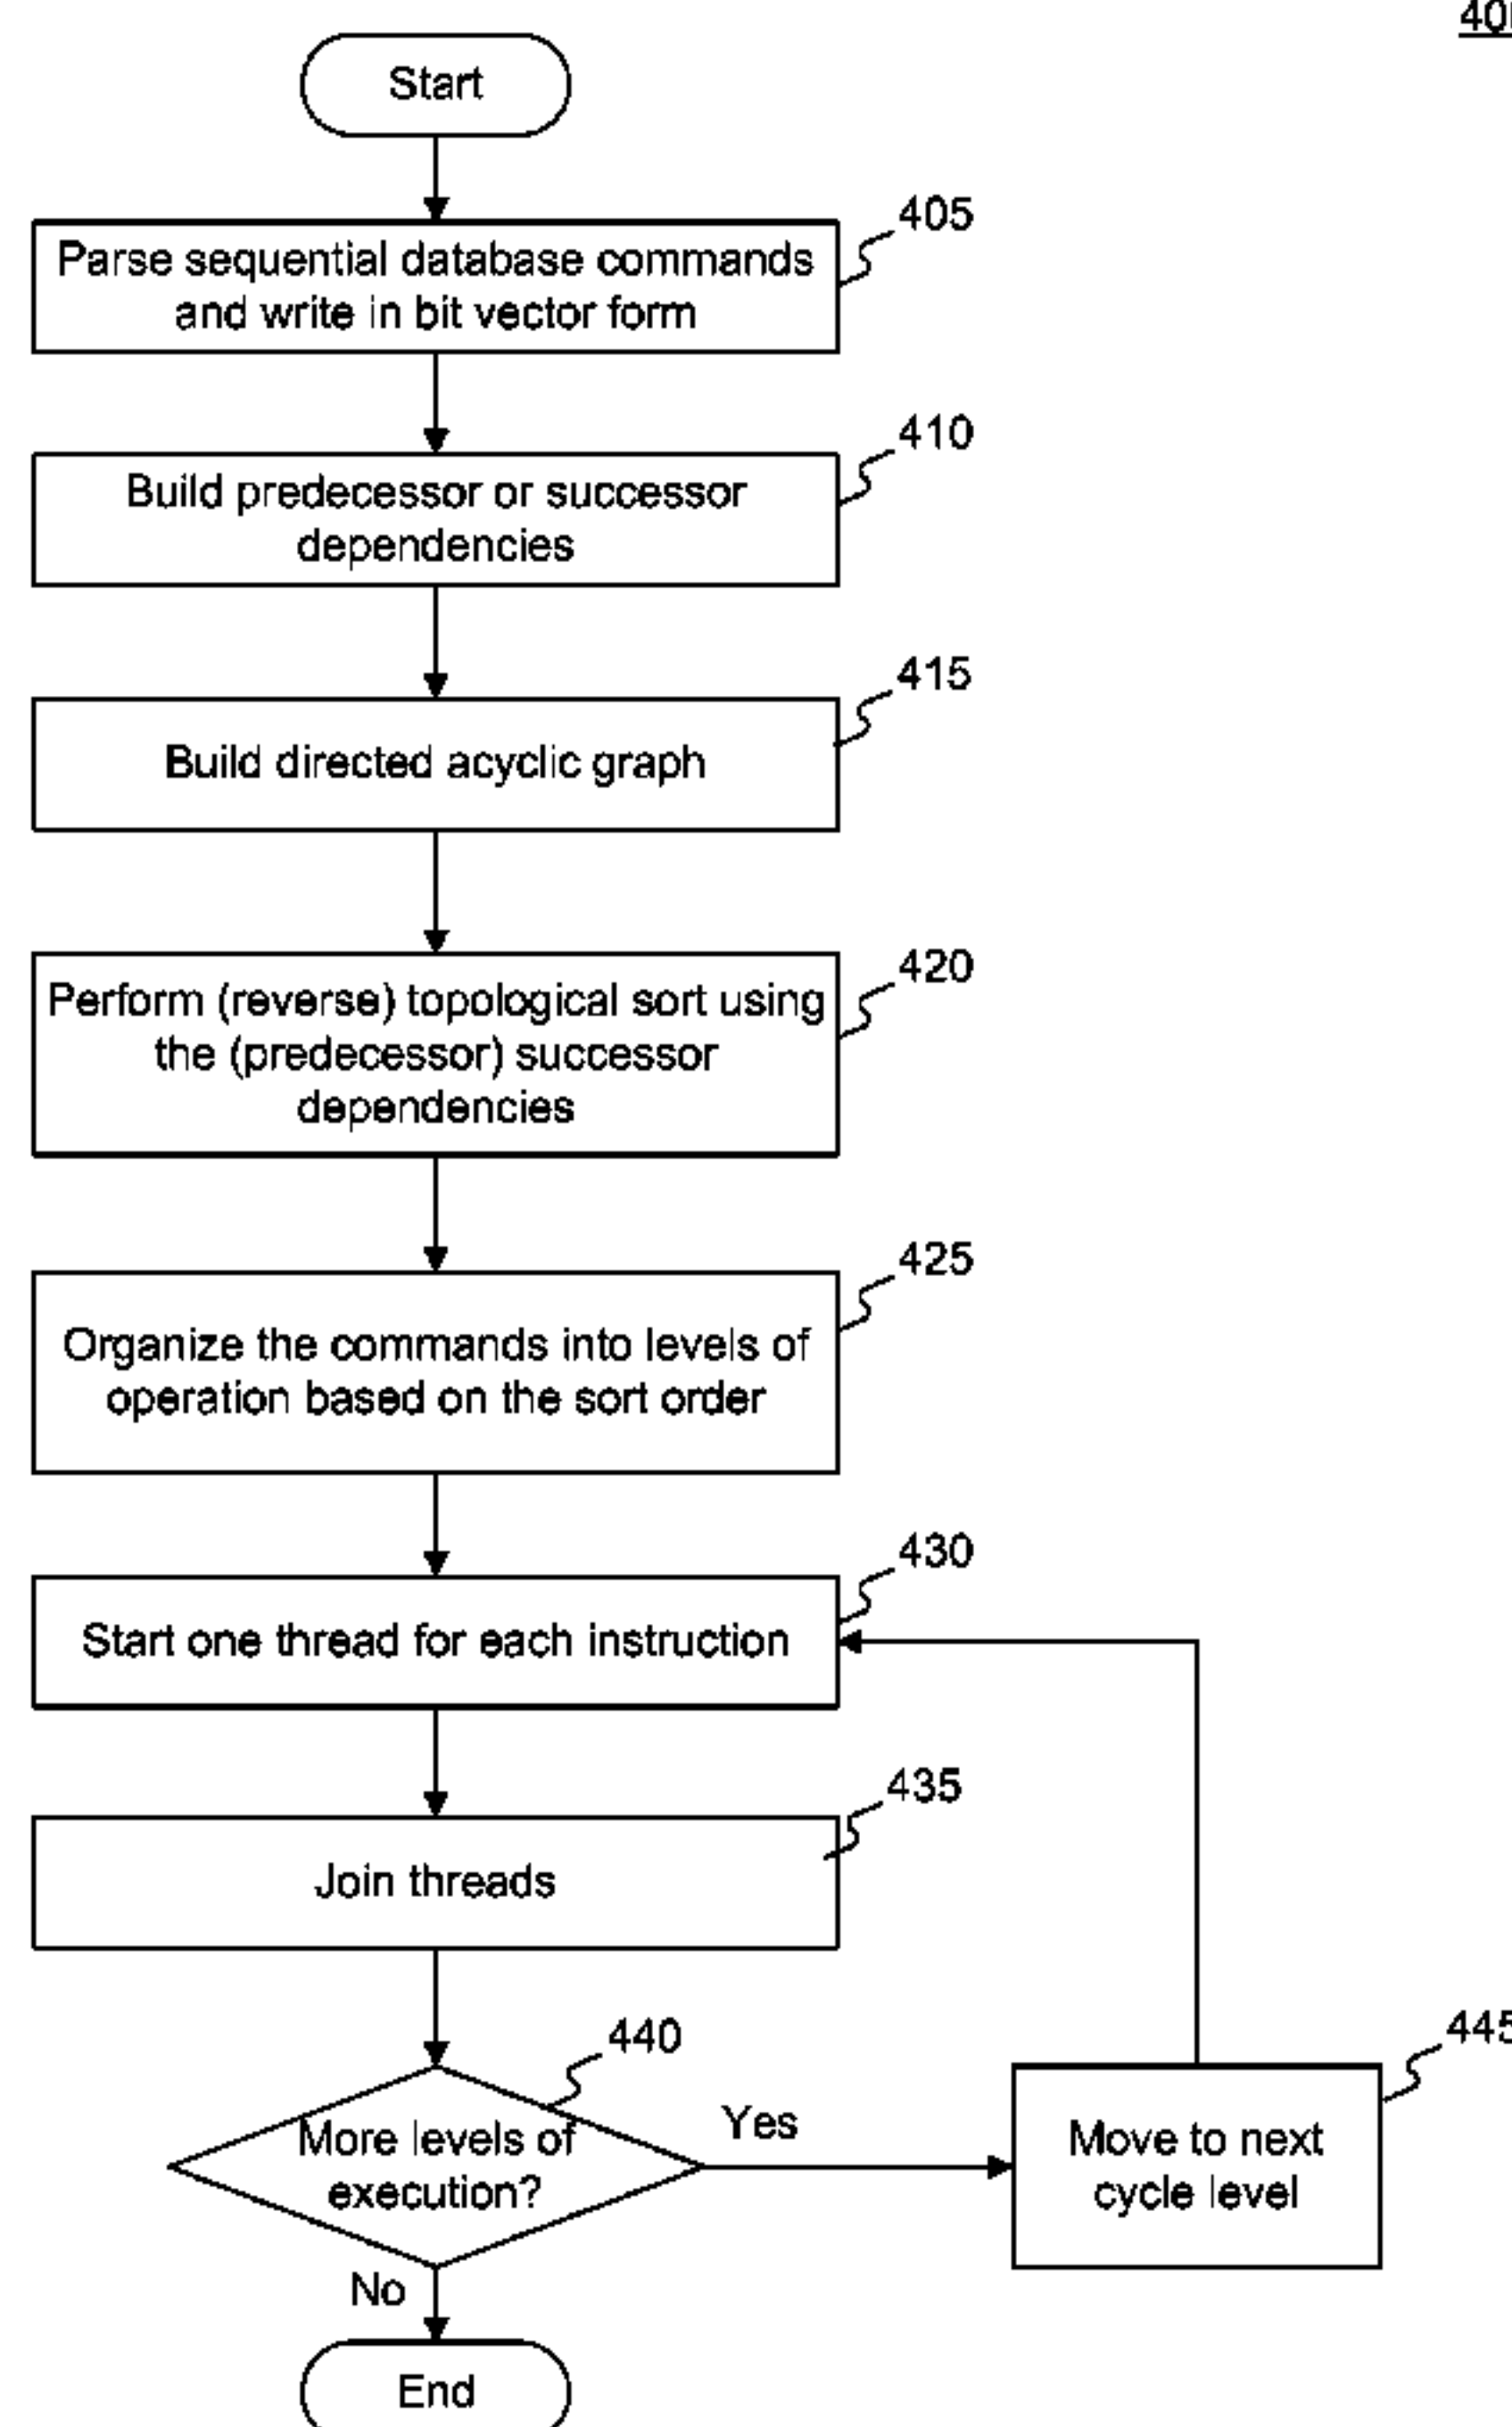 Start
405
Parse sequential database commands
and write in bit vector form
410
Build predecessor or successor
dependencies
415
Build directed acyclic graph
420
Perform (reverse) topological sort using
the (predecessor) successor
dependencies
425
Organize the commands into levels of
operation based on the sort order
430
Start one thread for each instruction
435
Join threads
440
More levels of
execution?
Yes
445
Move to next
cycle level
No
End